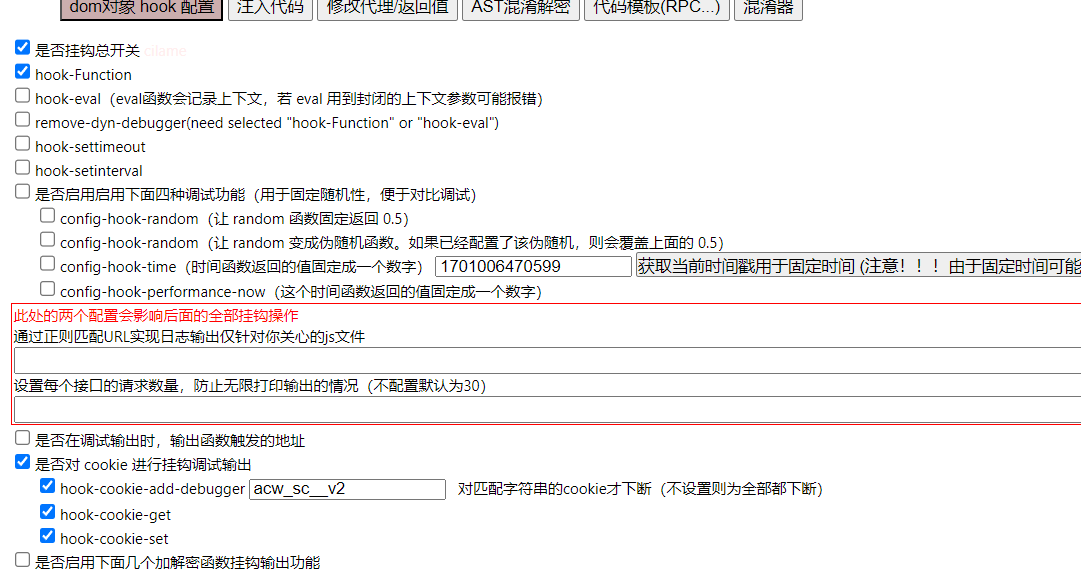 dom对象 hook 配置 注入代码 修改代理/返回值 AST混淆解密 代码模板(RPC...) 混淆器
是否挂钩总开关 cilame
hook-Function
hook-eval（eval函数会记录上下文，若 eval 用到封闭的上下文参数可能报错）
remove-dyn-debugger(need selected "hook-Function" or "hook-eval")
hook-settimeout
hook-setinterval
是否启用启用下面四种调试功能（用于固定随机性，便于对比调试）
config-hook-random（让 random 函数固定返回 0.5）
config-hook-random（让 random 变成伪随机函数。如果已经配置了该伪随机，则会覆盖上面的 0.5）
config-hook-time（时间函数返回的值固定成一个数字） 1701006470599 获取当前时间戳用于固定时间 (注意！！！ 由于固定时间可能
config-hook-performance-now（这个时间函数返回的值固定成一个数字）
此处的两个配置会影响后面的全部挂钩操作
通过正则匹配URL实现日志输出仅针对你关心的js文件
设置每个接口的请求数量，防止无限打印输出的情况（不配置默认为30）
是否在调试输出时，输出函数触发的地址
是否对 cookie 进行挂钩调试输出
hook-cookie-add-debugger acw_sc__v2 对匹配字符串的cookie才下断（不设置则为全部都下断）
hook-cookie-get
hook-cookie-set
是否启用下面几个加解密函数挂钩输出功能